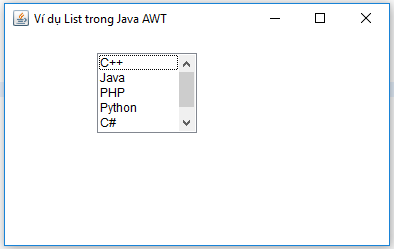 Ví dụ List trong Java AWT
C++
Java
PHP
Python
C#